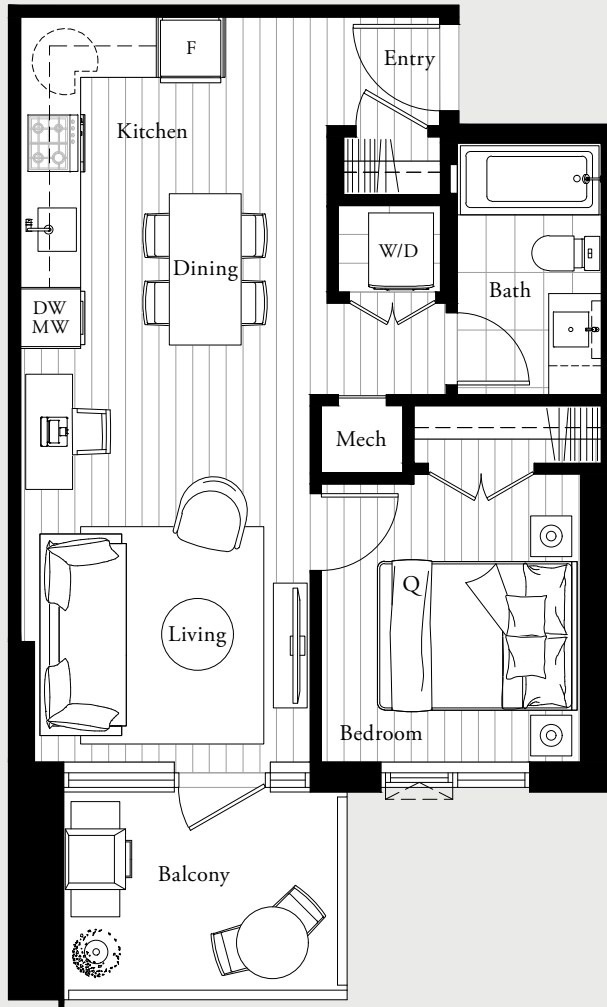 F
Entry
Kitchen
W/D
Dining
Bath
DW
MW
Mech
Q
Living
Bedroom
Balcony